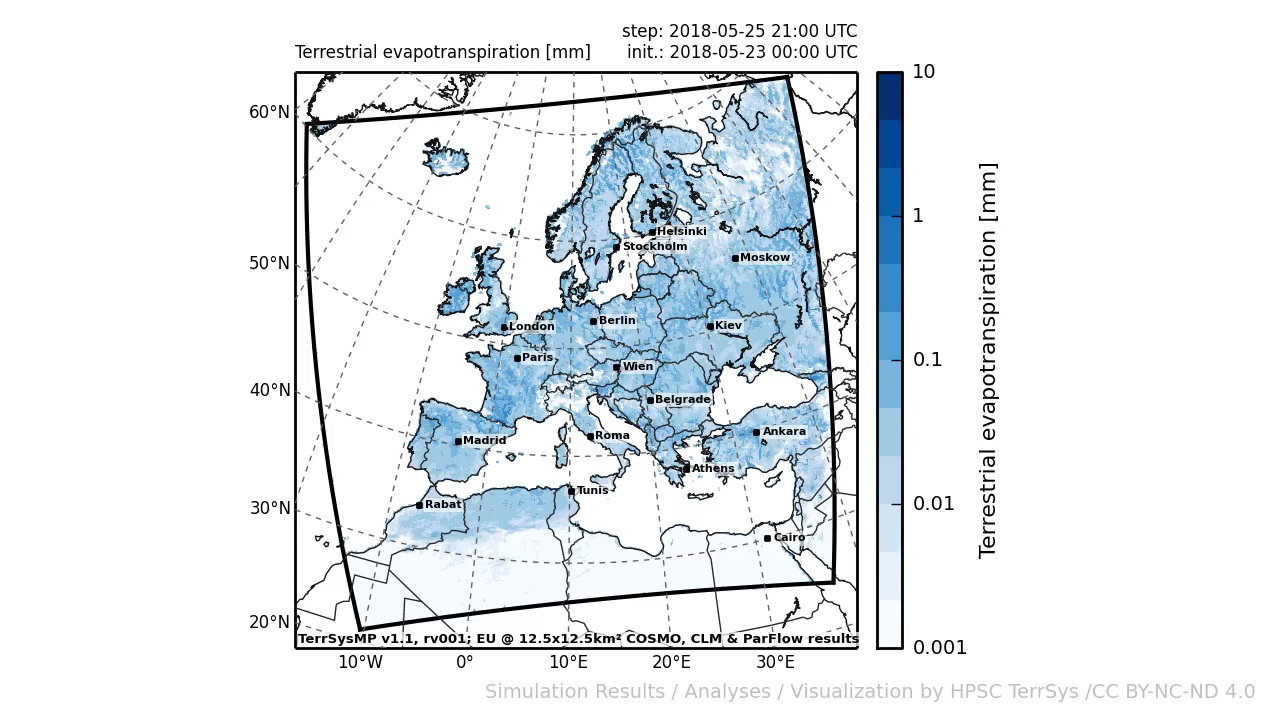 step: 2018-05-25 21:00 UTC
Terrestrial evapotranspiration [mm] init.: 2018-05-23 00:00 UTC
10
60°N
1
Helsinki
Stockholm
Moskow
50°N
Berlin
Kiev
London
Paris
0.1
Wien
40°N
Belgrade
Ankara
Roma
Madrid
Athens
Tunis
Rabat
0.01
30°N
Cairo
20°N
TerrSysMP v1.1, rv001; EU @ 12.5x12.5km² COSMO, CLM & ParFlow results
0.001
10°W 0° 10°E 20°E 30°E
Terrestrial evapotranspiration [mm]
Simulation Results / Analyses / Visualization by HPSC TerrSys /CC BY-NC-ND 4.0